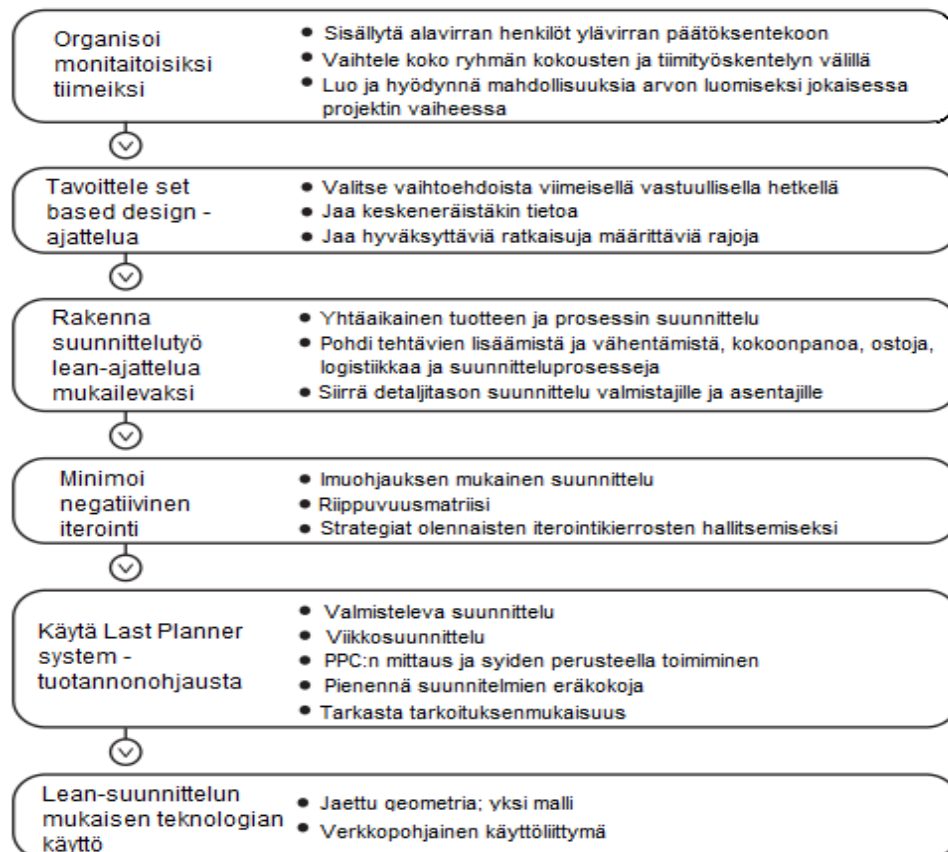 Organisoi
monitaitoisiksi
tiimeiksi
• Sisällytä alavirran henkilöt ylävirran päätöksentekoon
• Vaihtele koko ryhmän kokousten ja tiimityöskentelyn välillä
• Luo ja hyödynnä mahdollisuuksia arvon luomiseksi jokaisessa
projektin vaiheessa
Tavoittele set
based design -
ajattelua
• Valitse vaihtoehdoista viimeisellä vastuullisella hetkellä
• Jaa keskeneräistäkin tietoa
• Jaa hyväksyttäviä ratkaisuja määrittäviä rajoja
Rakenna
suunnittelutyö
lean-ajattelua
mukailevaksi
• Yhtäaikainen tuotteen ja prosessin suunnittelu
• Pohdi tehtävien lisäämistä ja vähentämistä, kokoonpanoa, ostoja,
logistiikkaa ja suunnitteluprosesseja
• Siirrä detaljitason suunnittelu valmistajille ja asentajille
Minimoi
negatiivinen
iterointi
• Imuohjauksen mukainen suunnittelu
• Riippuvuusmatriisi
• Strategiat olennaisten iterointikierrosten hallitsemiseksi
Käytä Last Planner
system -
tuotannonohjausta
• Valmisteleva suunnittelu
• Viikkosuunnittelu
• PPC:n mittaus ja syiden perusteella toimiminen
• Pienennä suunnitelmien eräkokoja
• Tarkasta tarkoituksenmukaisuus
Lean-suunnittelun
mukaisen teknologian
käyttö
• Jaettu geometria; yksi malli
• Verkkopohjainen käyttöliittymä